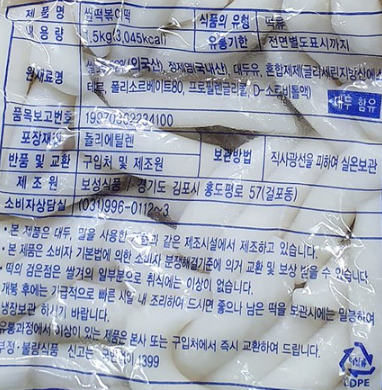 제품명 쌀떡볶이떡 식품의 유형 떡류
내용량 .5kg(3,045kcal) 유통기한 전면별도표시까지
원재료명 (외국산), 정제염(국내산), 대두유, 혼합제제(글리세린지방산에스
테르, 폴리소르베이트80, 프로필렌글리콜, D-소르비톨액) 대두 함유
품목보고번호 19870302234100
포장재질 폴리에틸렌
반품 및 교환 구입처 및 제조원 보관방법 직사광선을 피하여 실온보관
제조원 보성식품 / 경기도 김포시 홍도평로 57(걸포동)
소비자상담실 (031)996-0112~3
• 본 제품은 대두, 밀을 사용한 같은 제조시설에서 제조하고 있습니다.
• 본 제품은 소비자 기본법에 의한 소비자 분쟁해결기준에 의거 교환 및 보상 받을 수 있습니다.
• 떡의 검은점은 쌀겨의 일부분으로 취식에는 이상이 없습니다.
개봉 후에는 가급적으로 빠른 시일 내 조리하여 드시면 좋으나 남은 떡을 보관시에는 밀봉하여
냉장보관 하시기 바랍니다.
유통과정에서 이상이 있는 제품은 본사 또는 구입처에서 즉시 교환하여 드립니다.
부정·불량식품 신고는 국번없이 1399
LDPE